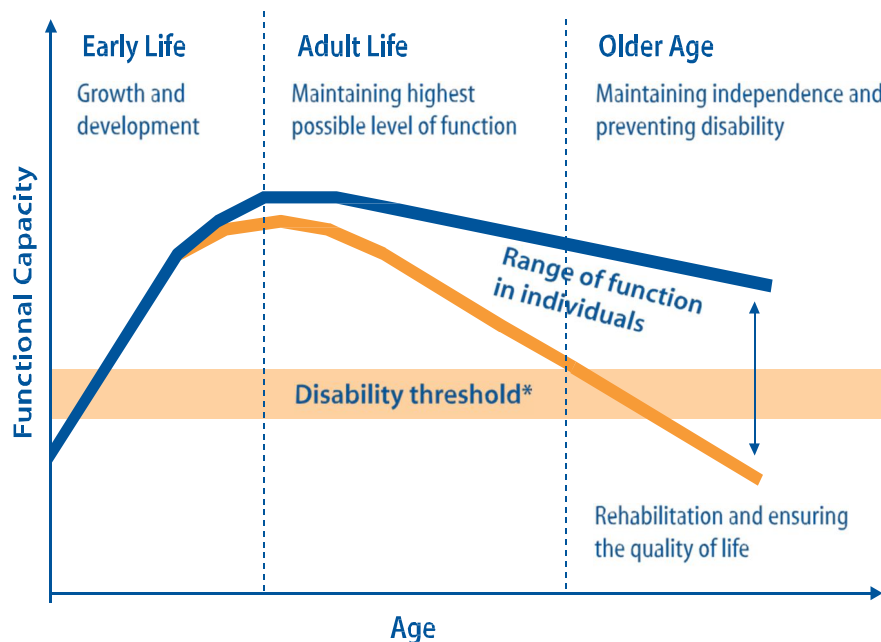 Early Life
Growth and
development
Adult Life
Maintaining highest
possible level of function
Older Age
Maintaining independence and
preventing disability
Functional Capacity
Range of function
in individuals
Disability threshold*
Rehabilitation and ensuring
the quality of life
Age